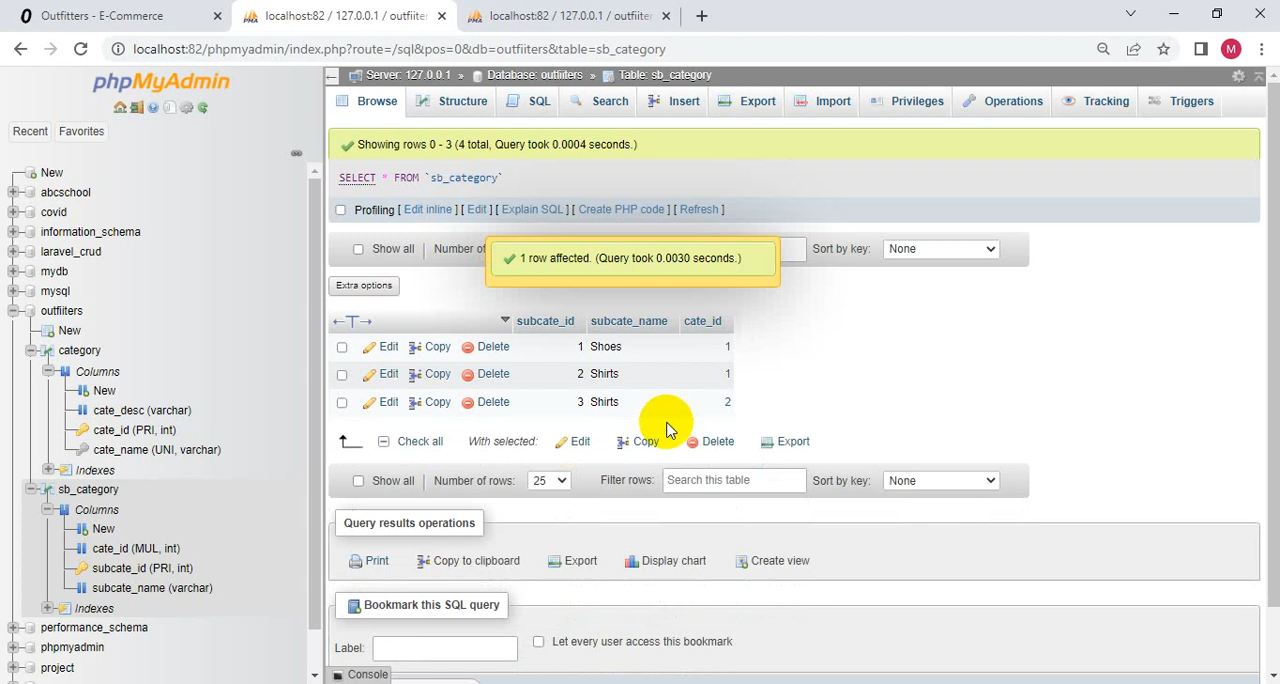 Outfitters - E-Commerce
localhost:82 / 127.0.0.1 / outfiiter
localhost:82 / 127.0.0.1 / outfiiter
localhost:82/phpmyadmin/index.php?route=/sql&pos=0&db=outfiiters&table=sb_category
M
phpMyAdmin
Recent
Favorites
New
abcschool
covid
information_schema
laravel_crud
mydb
mysql
outfiiters
New
category
Columns
New
cate_desc (varchar)
cate_id (PRI, int)
cate_name (UNI, varchar)
Indexes
sb_category
Columns
New
cate_id (MUL, int)
subcate_id (PRI, int)
subcate_name (varchar)
Indexes
performance_schema
phpmyadmin
project
Server: 127.0.0.1 » Database: outfiiters » Table: sb_category
Browse Structure SQL Search Insert Export Import Privileges Operations Tracking Triggers
Showing rows 0 - 3 (4 total, Query took 0.0004 seconds.)
SELECT * FROM `sb_category`
Profiling [ Edit inline ] [ Edit ] [ Explain SQL ] [ Create PHP code ] [ Refresh ]
Show all Number of Sort by key: None
1 row affected. (Query took 0.0030 seconds.)
Extra options
←T→ subcate_id subcate_name cate_id
Edit Copy Delete 1 Shoes 1
Edit Copy Delete 2 Shirts 1
Edit Copy Delete 3 Shirts 2
Check all With selected: Edit Copy Delete Export
Show all Number of rows: 25 Filter rows: Search this table Sort by key: None
Query results operations
Print Copy to clipboard Export Display chart Create view
Bookmark this SQL query
Label: Let every user access this bookmark
Console